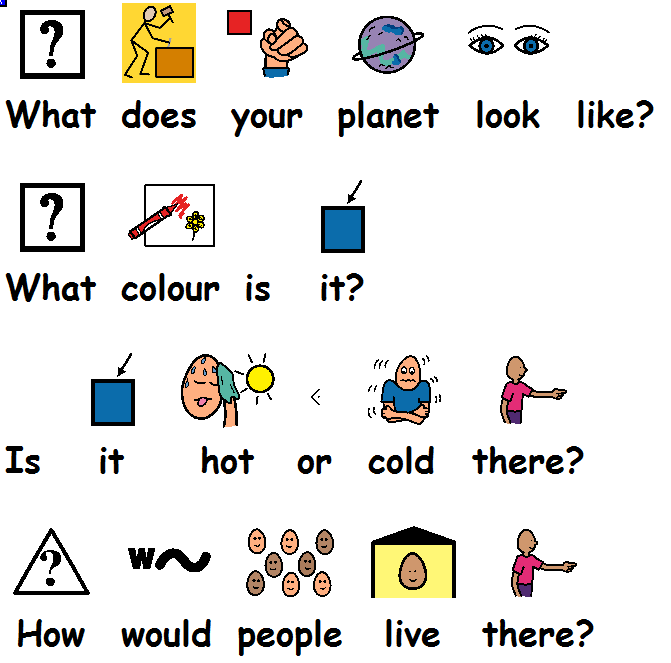 What does your planet look like?
What colour is it?
Is it hot or cold there?
How would people live there?